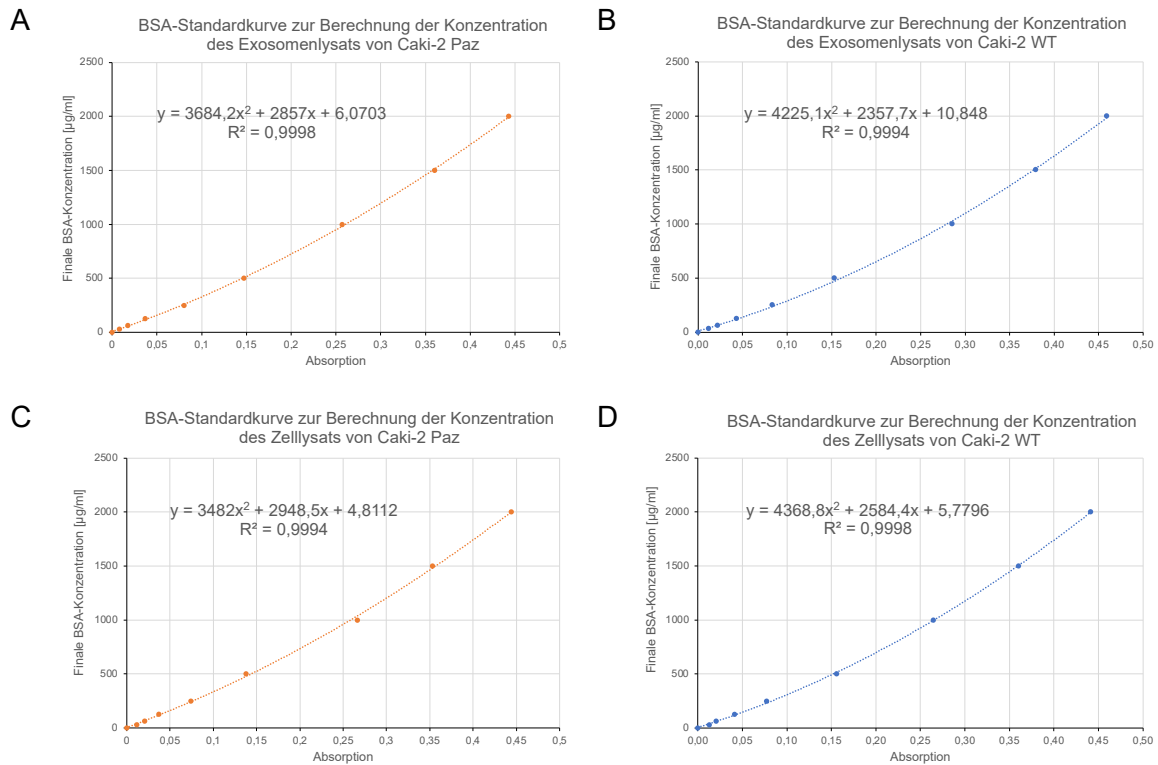 A
BSA-Standardkurve zur Berechnung der Konzentration
des Exosomenlysats von Caki-2 Paz
Finale BSA-Konzentration [µg/ml]
2500
2000
1500
1000
500
0
y = 3684,2x² + 2857x + 6,0703
R² = 0,9998
0 0,05 0,1 0,15 0,2 0,25 0,3 0,35 0,4 0,45 0,5
Absorption
B
BSA-Standardkurve zur Berechnung der Konzentration
des Exosomenlysats von Caki-2 WT
Finale BSA-Konzentration [µg/ml]
2500
2000
1500
1000
500
0
y = 4225,1x² + 2357,7x + 10,848
R² = 0,9994
0,00 0,05 0,10 0,15 0,20 0,25 0,30 0,35 0,40 0,45 0,50
Absorption
C
BSA-Standardkurve zur Berechnung der Konzentration
des Zelllysats von Caki-2 Paz
Finale BSA-Konzentration [µg/ml]
2500
2000
1500
1000
500
0
y = 3482x² + 2948,5x + 4,8112
R² = 0,9994
0 0,05 0,1 0,15 0,2 0,25 0,3 0,35 0,4 0,45 0,5
Absorption
D
BSA-Standardkurve zur Berechnung der Konzentration
des Zelllysats von Caki-2 WT
Finale BSA-Konzentration [µg/ml]
2500
2000
1500
1000
500
0
y = 4368,8x² + 2584,4x + 5,7796
R² = 0,9998
0,00 0,05 0,10 0,15 0,20 0,25 0,30 0,35 0,40 0,45 0,50
Absorption